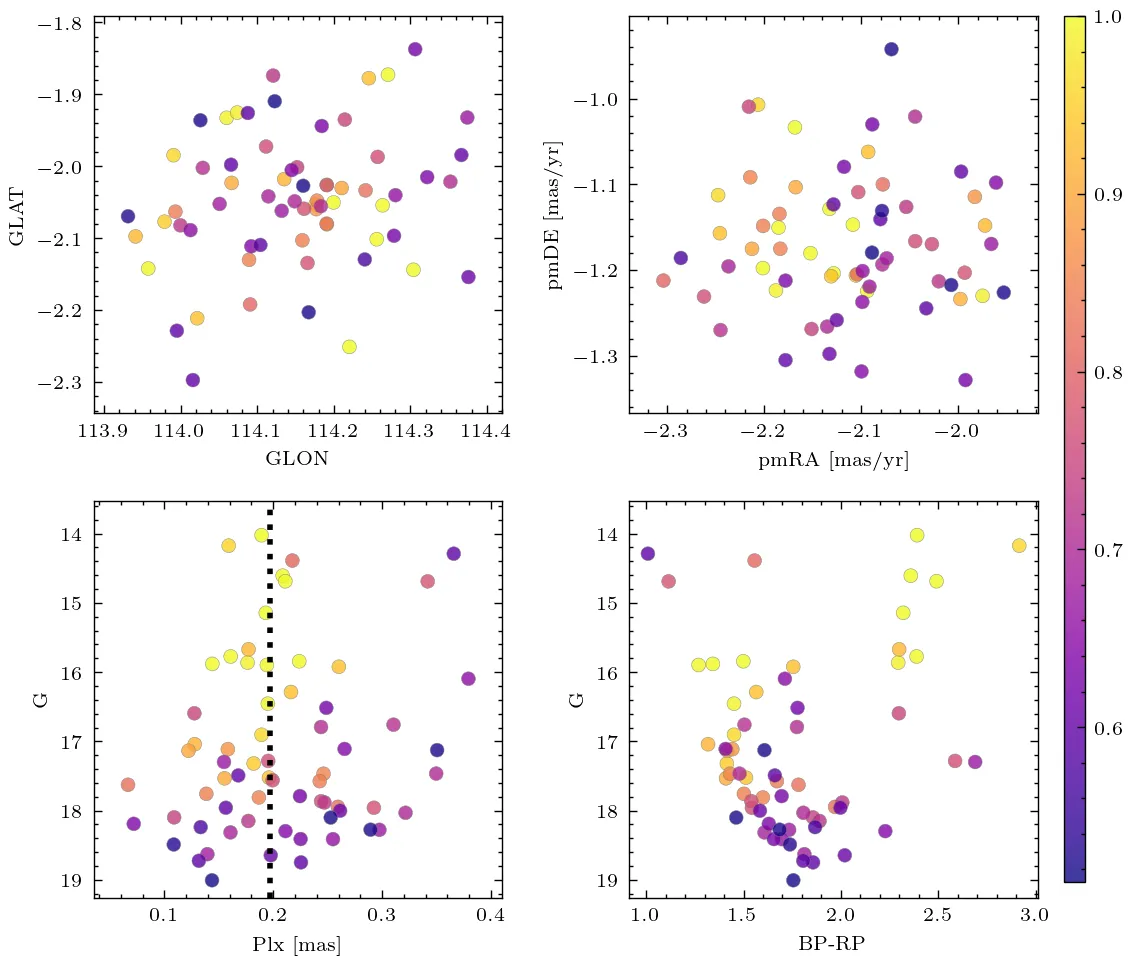 −1.8
−1.9
−2.0
−2.1
−2.2
−2.3
GLAT
113.9 114.0 114.1 114.2 114.3 114.4
GLON
−1.0
−1.1
−1.2
−1.3
pmDE [mas/yr]
−2.3 −2.2 −2.1 −2.0
pmRA [mas/yr]
14
15
16
17
18
19
G
0.1 0.2 0.3 0.4
Plx [mas]
14
15
16
17
18
19
G
1.0 1.5 2.0 2.5 3.0
BP-RP
1.0
0.9
0.8
0.7
0.6